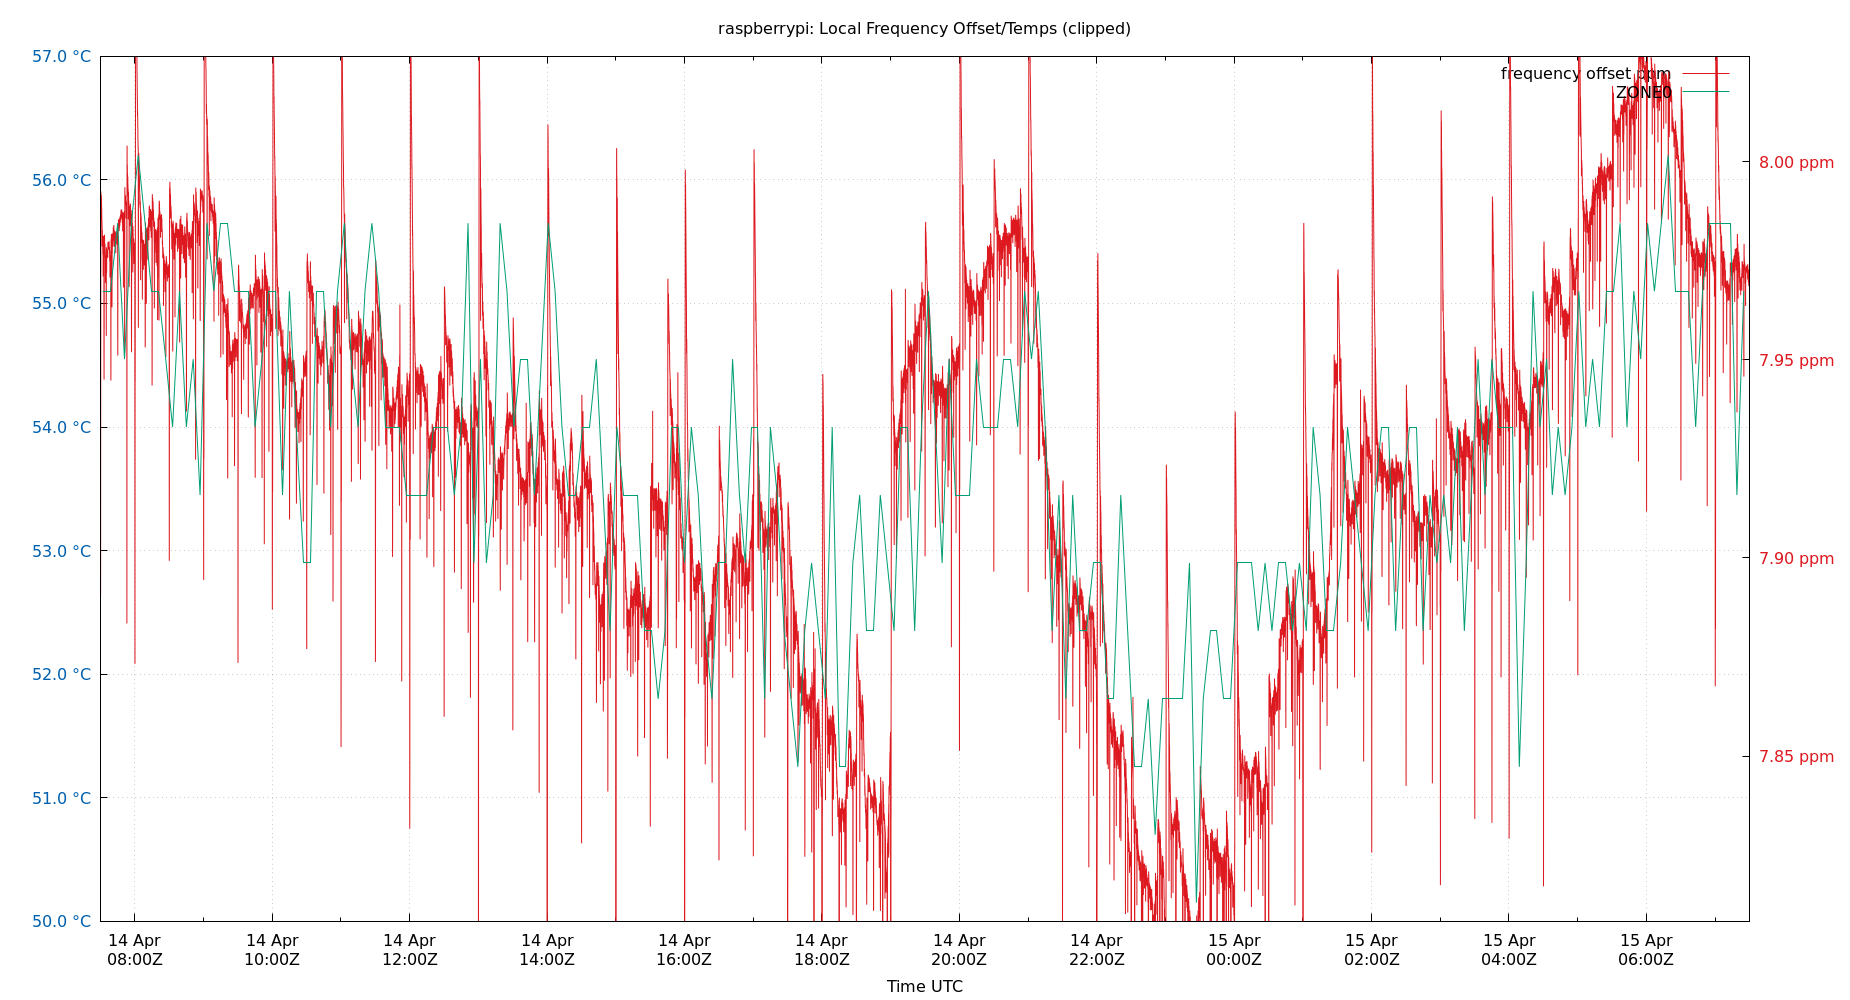 raspberrypi: Local Frequency Offset/Temps (clipped)
57.0 °C
56.0 °C
55.0 °C
54.0 °C
53.0 °C
52.0 °C
51.0 °C
50.0 °C
frequency offset ppm
ZONE0
8.00 ppm
7.95 ppm
7.90 ppm
7.85 ppm
14 Apr 14 Apr 14 Apr 14 Apr 14 Apr 14 Apr 14 Apr 14 Apr 15 Apr 15 Apr 15 Apr 15 Apr
08:00Z 10:00Z 12:00Z 14:00Z 16:00Z 18:00Z 20:00Z 22:00Z 00:00Z 02:00Z 04:00Z 06:00Z
Time UTC